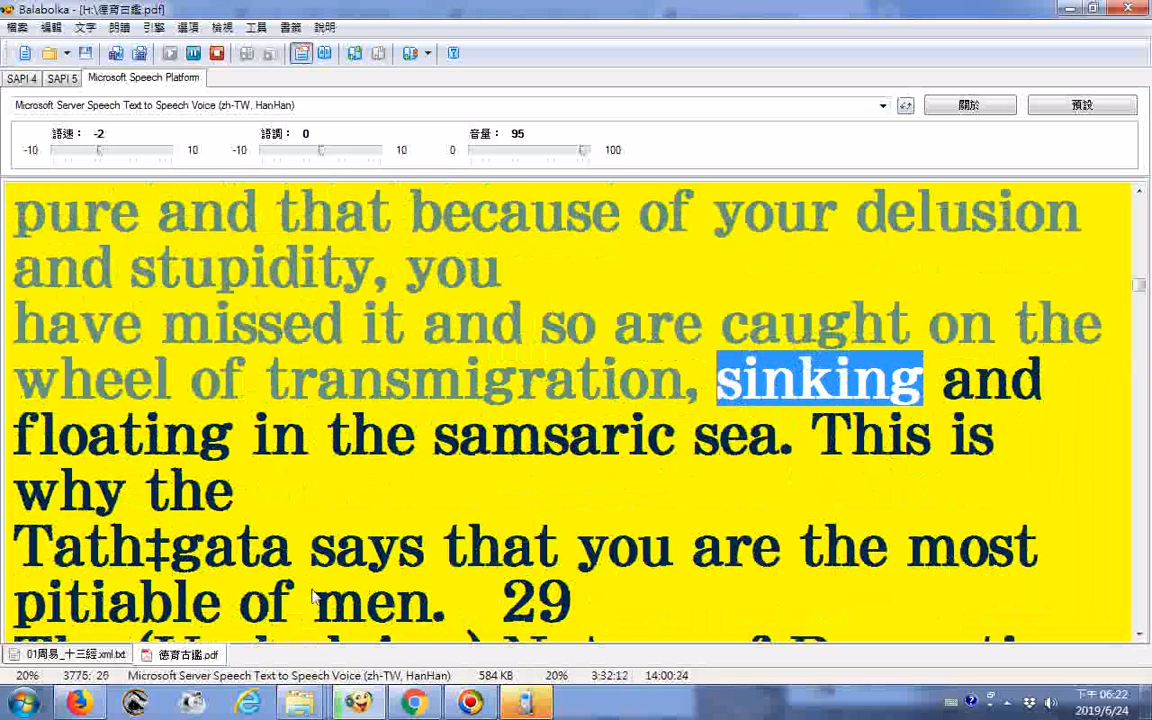 Balabolka - [H:\德育古鑑.pdf]
檔案 編輯 文字 朗讀 引擎 選項 檢視 工具 書籤 說明
SAPI 4 SAPI 5 Microsoft Speech Platform
Microsoft Server Speech Text to Speech Voice (zh-TW, HanHan) 關於 預設
語速： -2 語調： 0 音量： 95
-10 10 -10 10 0 100
pure and that because of your delusion
and stupidity, you
have missed it and so are caught on the
wheel of transmigration, sinking and
floating in the samsaric sea. This is
why the
Tath‡gata says that you are the most
pitiable of men. 29
01周易_十三經.xml.txt 德育古鑑.pdf
20% 3775: 26 Microsoft Server Speech Text to Speech Voice (zh-TW, HanHan) 584 KB 20% 3:32:12 14:00:24
下午 06:22
2019/6/24